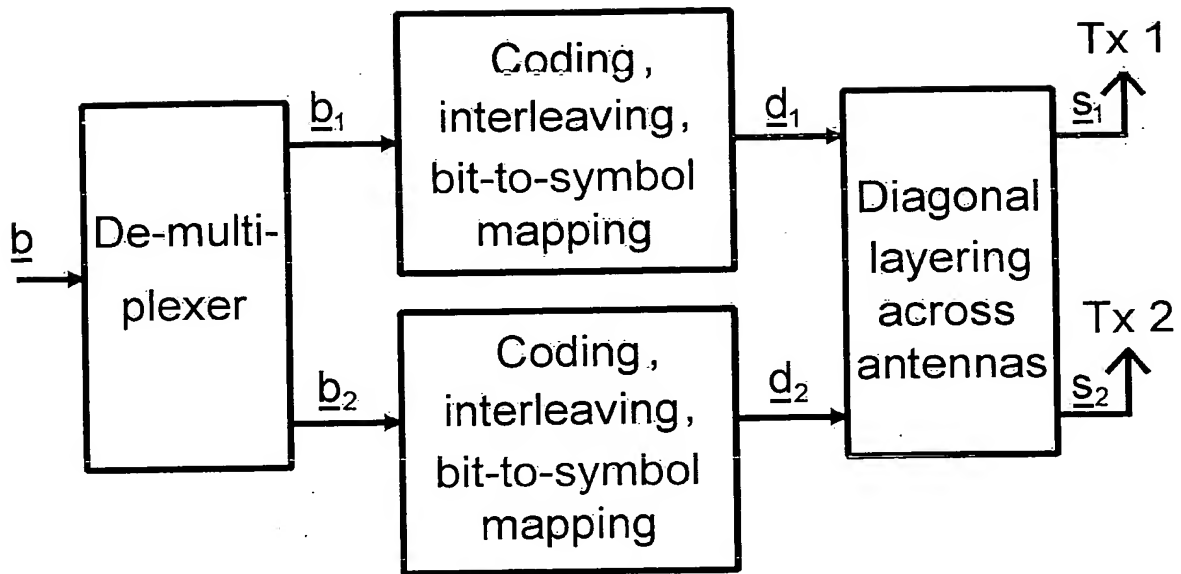 b
De-multi-
plexer
b₁
b₂
Coding,
interleaving,
bit-to-symbol
mapping
Coding,
interleaving,
bit-to-symbol
mapping
d₁
d₂
Diagonal
layering
across
antennas
s₁
Tx 1
s₂
Tx 2